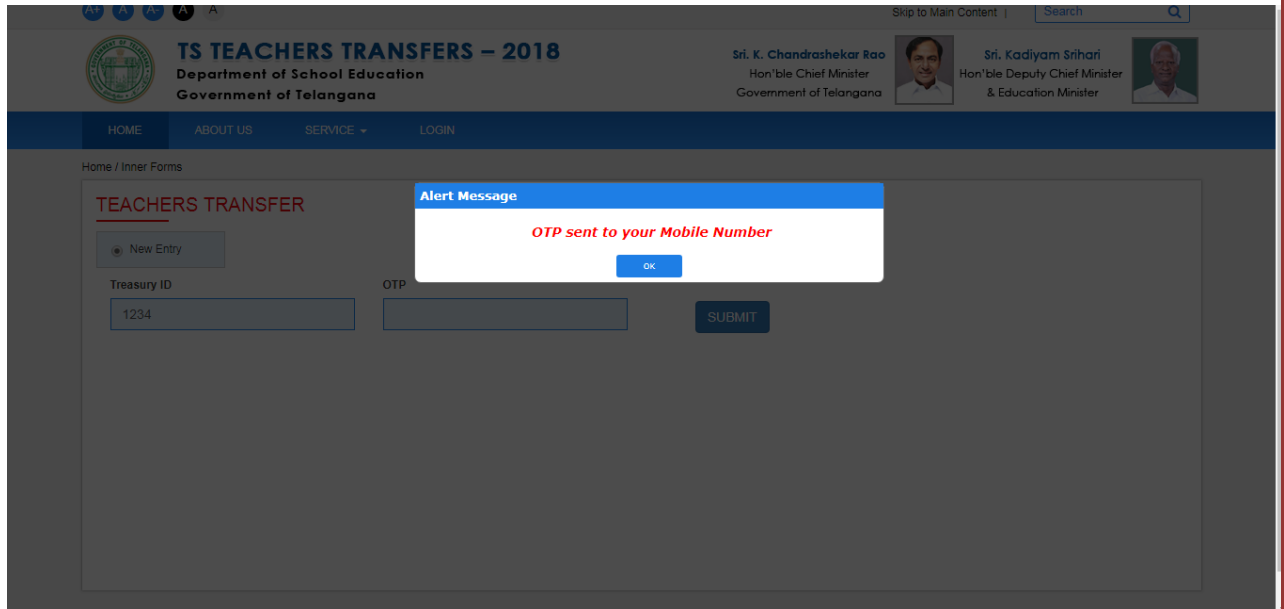 A+ A A- A A
Skip to Main Content | Search
TS TEACHERS TRANSFERS – 2018
Department of School Education
Government of Telangana
Sri. K. Chandrashekar Rao
Hon'ble Chief Minister
Government of Telangana
Sri. Kadiyam Srihari
Hon'ble Deputy Chief Minister
& Education Minister
HOME ABOUT US SERVICE LOGIN
Home / Inner Forms
TEACHERS TRANSFER
Alert Message
OTP sent to your Mobile Number
OK
New Entry
Treasury ID OTP
1234 SUBMIT